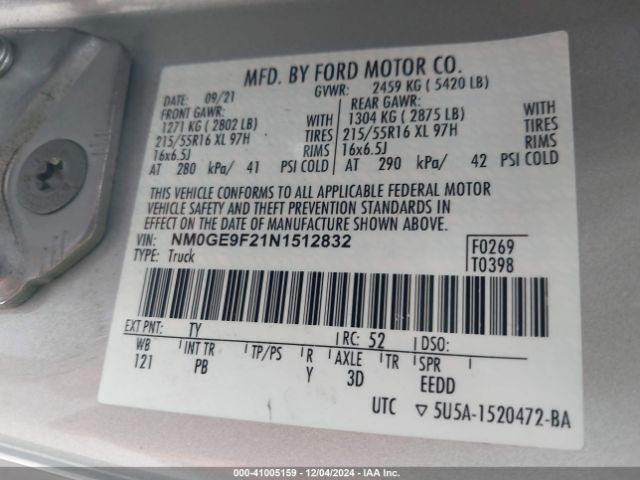 MFD. BY FORD MOTOR CO.
DATE: 09/21 GVWR: 2459 KG ( 5420 LB)
FRONT GAWR: REAR GAWR:
1271 KG ( 2802 LB) WITH 1304 KG ( 2875 LB) WITH
215/55R16 XL 97H TIRES 215/55R16 XL 97H TIRES
16x6.5J RIMS 16x6.5J RIMS
AT 280 kPa/ 41 PSI COLD AT 290 kPa/ 42 PSI COLD
THIS VEHICLE CONFORMS TO ALL APPLICABLE FEDERAL MOTOR
VEHICLE SAFETY AND THEFT PREVENTION STANDARDS IN
EFFECT ON THE DATE OF MANUFACTURE SHOWN ABOVE.
VIN: NM0GE9F21N1512832 F0269
TYPE: Truck T0398
EXT PNT: TY RC: 52 DSO:
WB INT TR TP/PS R AXLE TR SPR
121 PB Y 3D EEDD
UTC ▽ 5U5A-1520472-BA
000-41005159 - 12/04/2024 - IAA Inc.